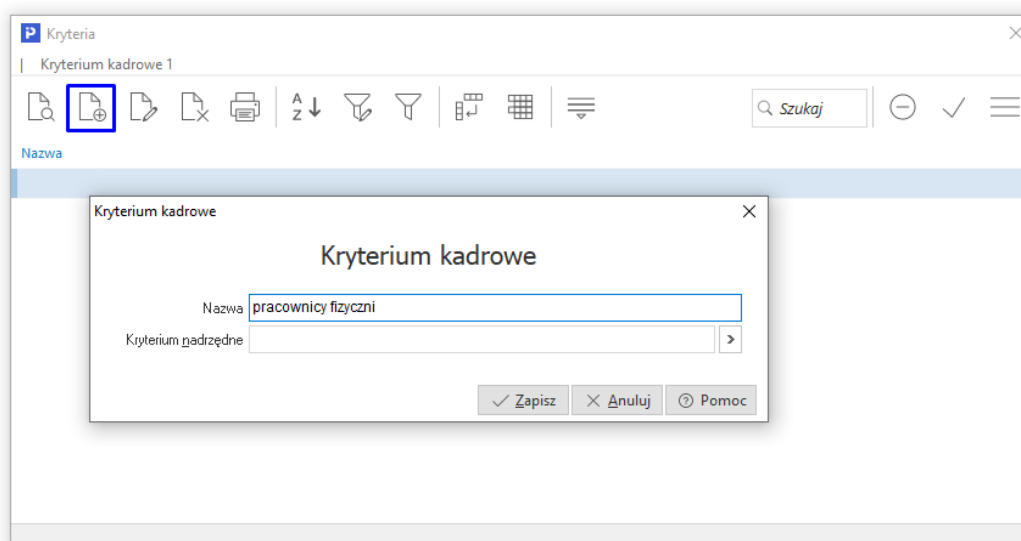 P Kryteria
| Kryterium kadrowe 1
A Z Szukaj
Nazwa
Kryterium kadrowe
Kryterium kadrowe
Nazwa pracownicy fizyczni
Kryterium nadrzędne
Zapisz Anuluj ? Pomoc